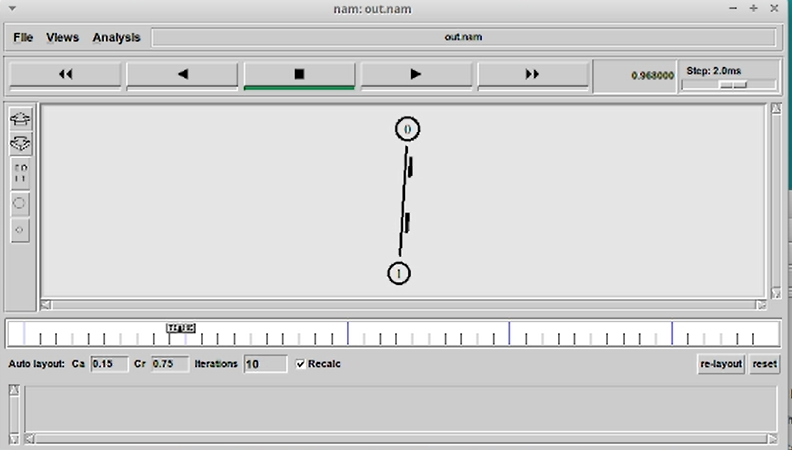 nam: out.nam
File Views Analysis out.nam
0.968000 Step: 2.0ms
0
1
TIME
Auto layout: Ca 0.15 Cr 0.75 Iterations 10 Recalc re-layout reset